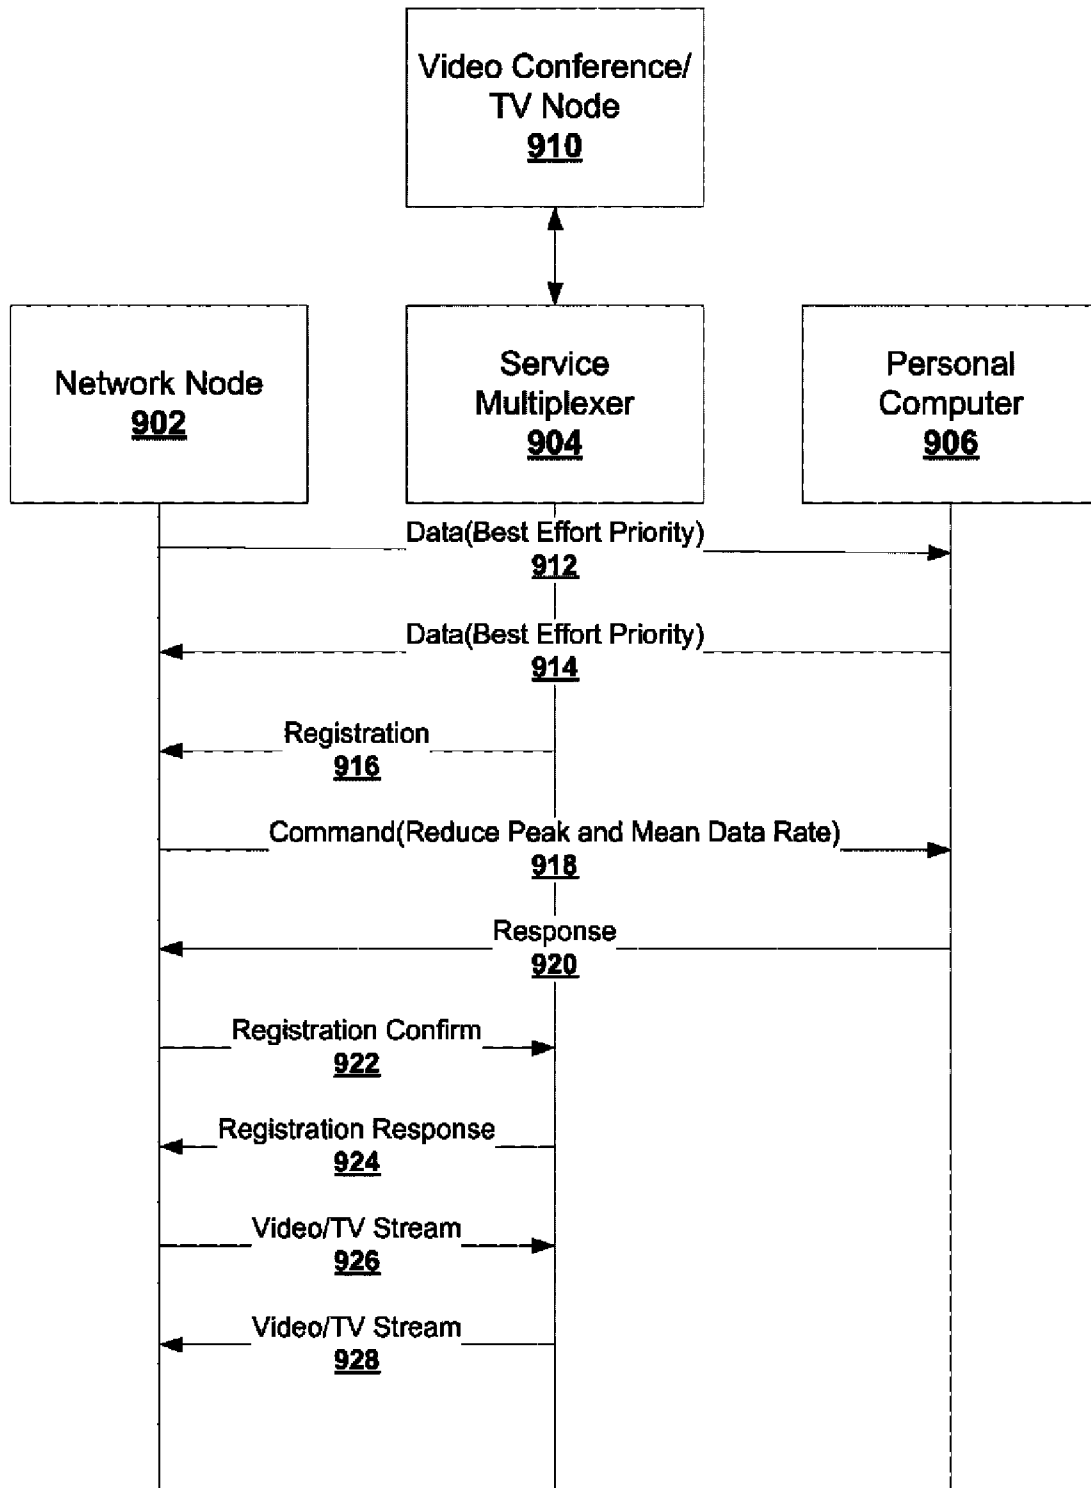 Video Conference/
TV Node
910
Network Node
902
Service
Multiplexer
904
Personal
Computer
906
Data(Best Effort Priority)
912
Data(Best Effort Priority)
914
Registration
916
Command(Reduce Peak and Mean Data Rate)
918
Response
920
Registration Confirm
922
Registration Response
924
Video/TV Stream
926
Video/TV Stream
928